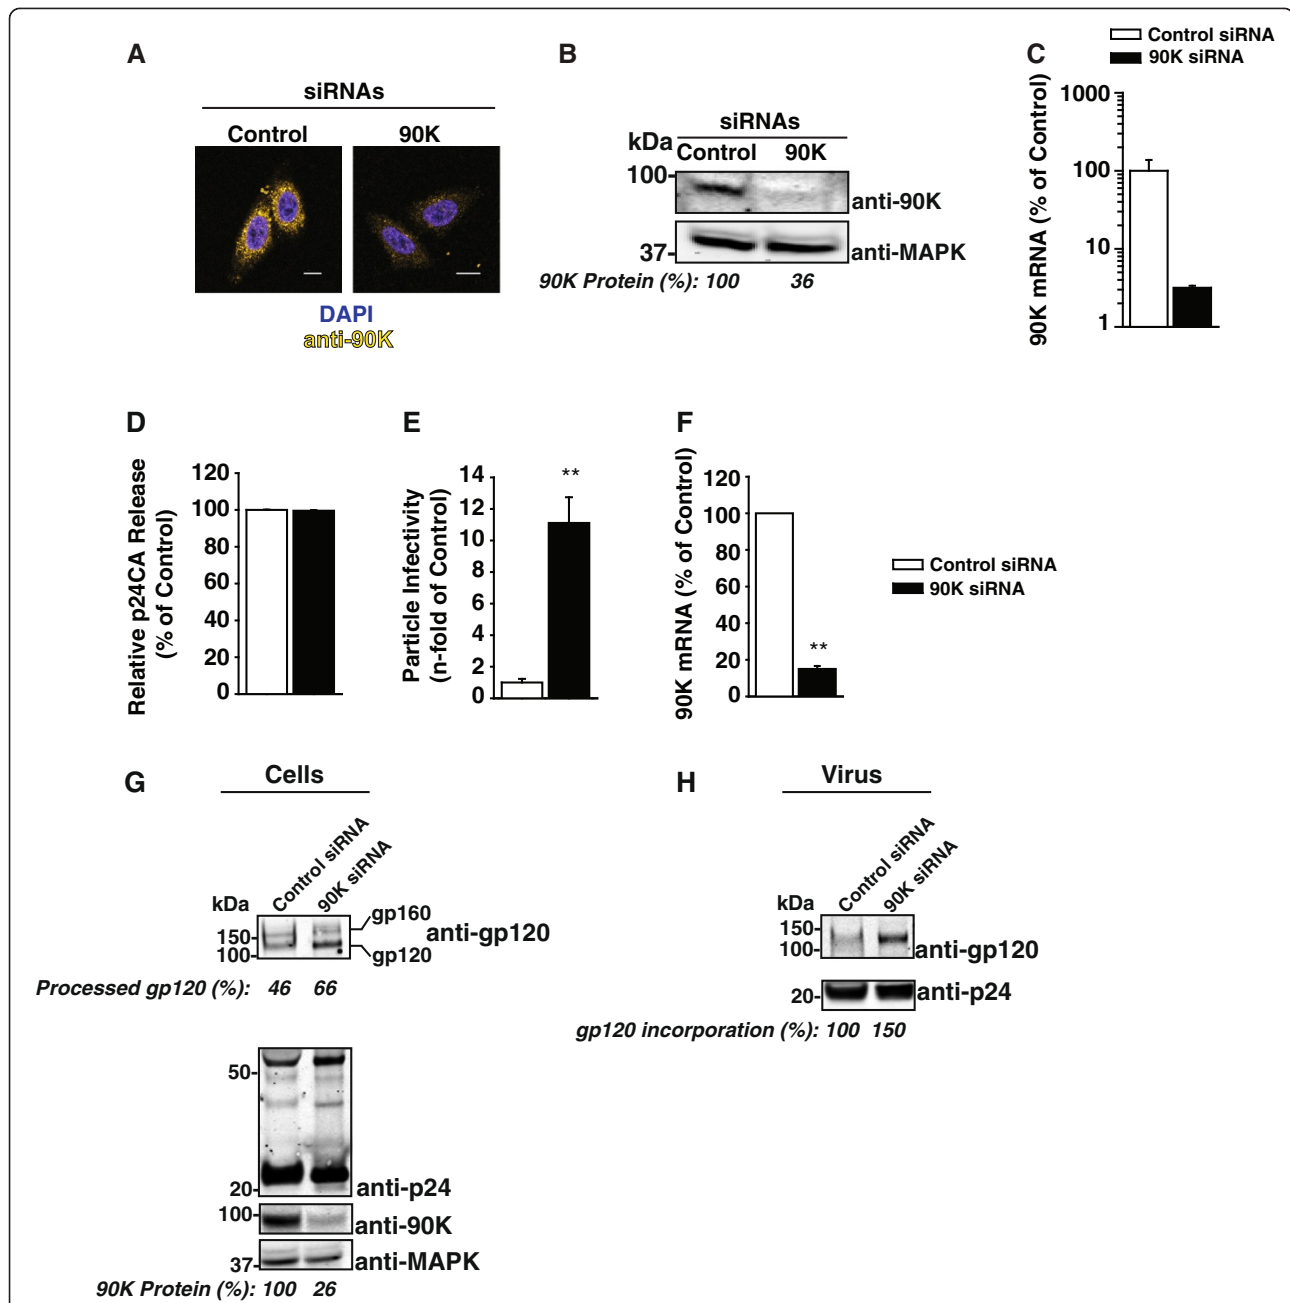 A
siRNAs
Control
90K
DAPI
anti-90K
B
siRNAs
kDa
Control
90K
100-
anti-90K
37-
anti-MAPK
90K Protein (%): 100 36
C
Control siRNA
90K siRNA
90K mRNA (% of Control)
1000
100
10
1
D
Relative p24CA Release
(% of Control)
120
100
80
60
40
20
0
E
Particle Infectivity
(n-fold of Control)
14
12
10
8
6
4
2
0
**
F
90K mRNA (% of Control)
120
100
80
60
40
20
0
**
Control siRNA
90K siRNA
G
Cells
Control siRNA
90K siRNA
kDa
150-
100-
gp160
gp120
anti-gp120
Processed gp120 (%): 46 66
50-
20-
anti-p24
100-
anti-90K
37-
anti-MAPK
90K Protein (%): 100 26
H
Virus
Control siRNA
90K siRNA
kDa
150-
100-
anti-gp120
20-
anti-p24
gp120 incorporation (%): 100 150